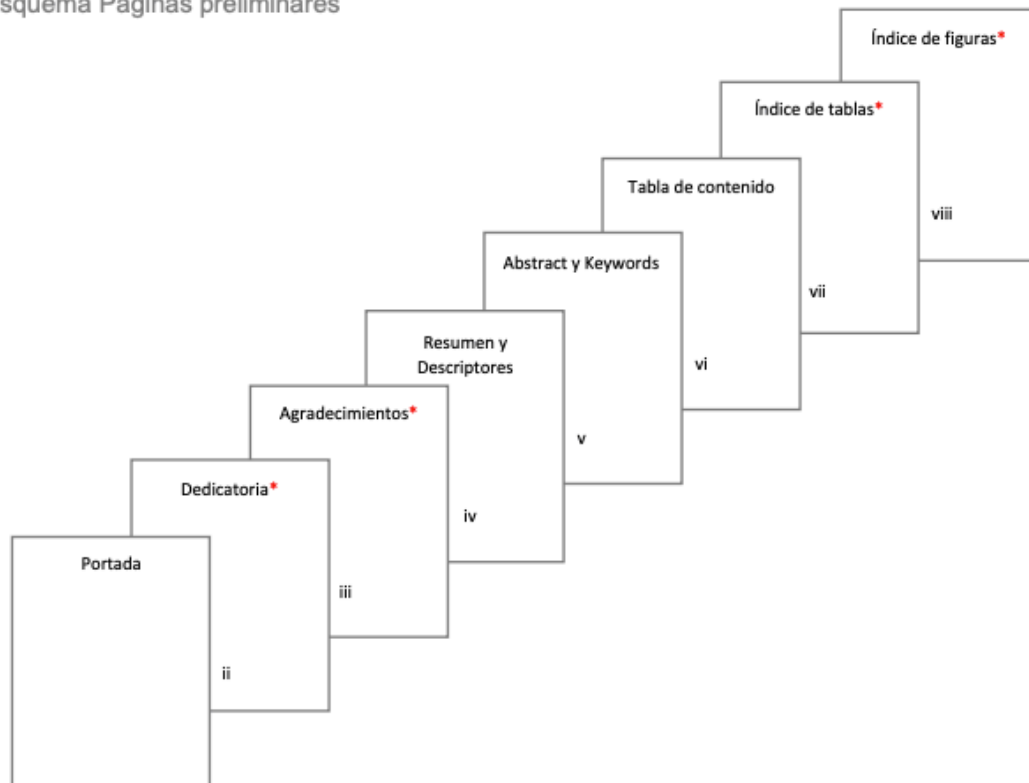 squema Páginas preliminares
Índice de figuras*
Índice de tablas*
Tabla de contenido
viii
Abstract y Keywords
vii
Resumen y
Descriptores
vi
Agradecimientos*
v
Dedicatoria*
iv
Portada
iii
ii